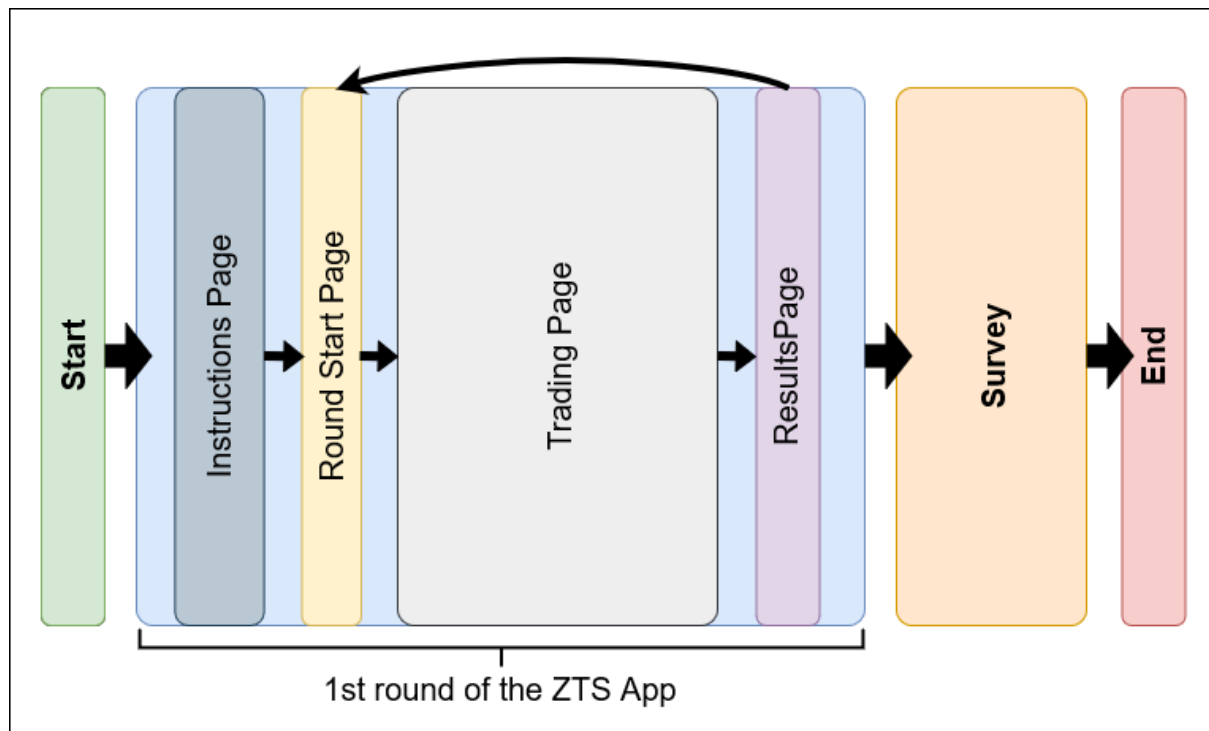 Start
Instructions Page
Round Start Page
Trading Page
ResultsPage
Survey
End
1st round of the ZTS App